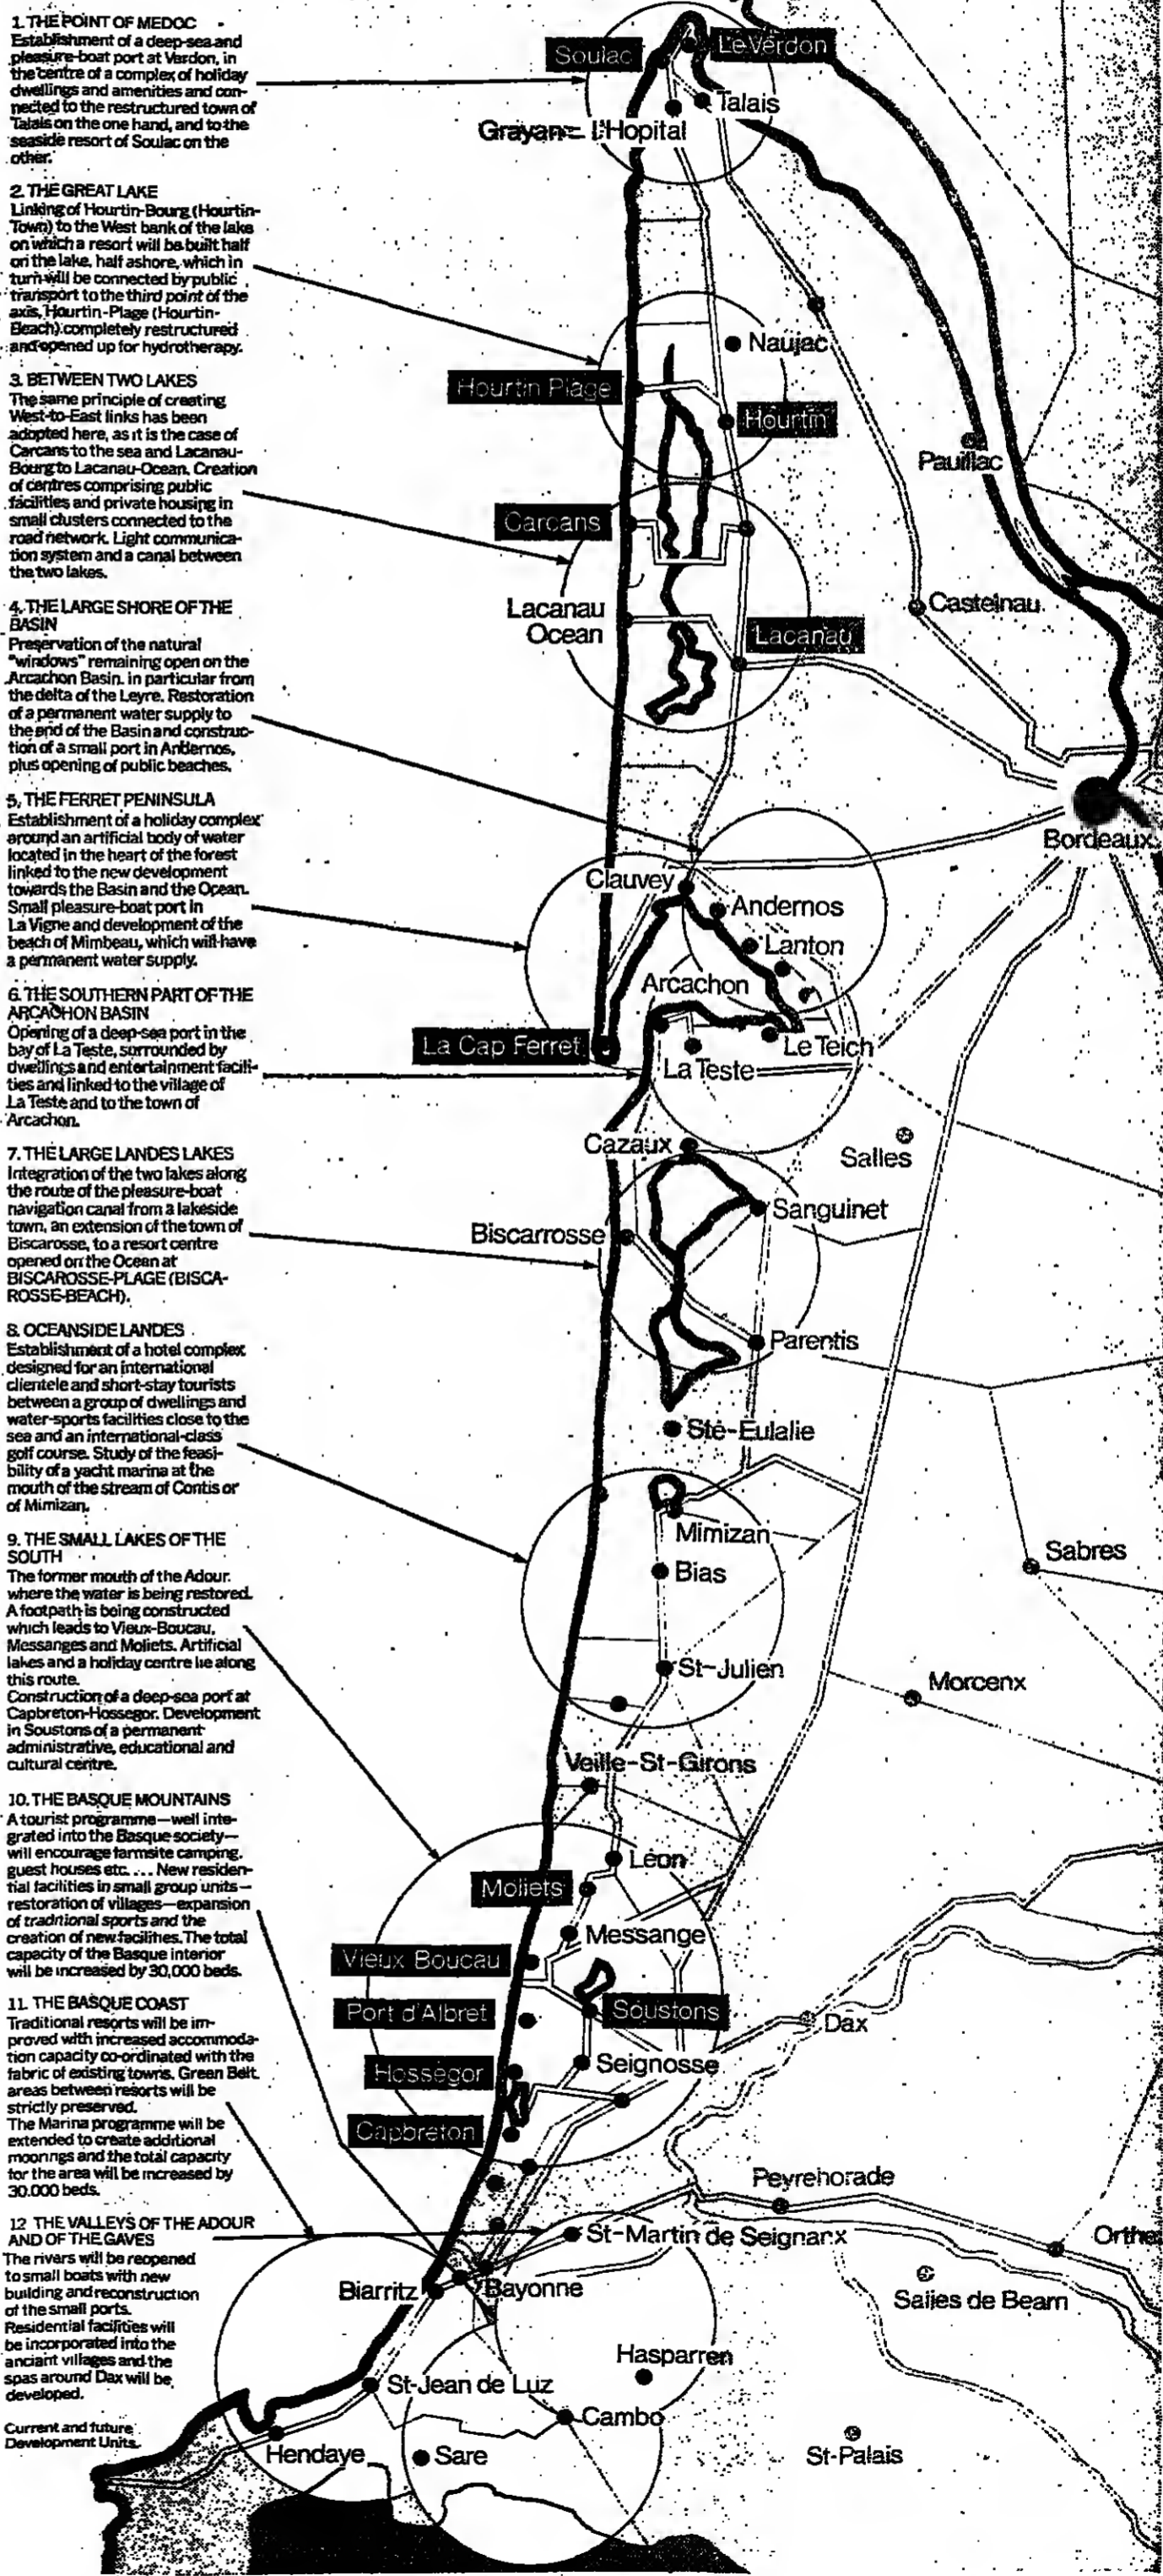 1. THE POINT OF MEDOC
Establishment of a deep-sea and
pleasure-boat port at Verdon, in
the centre of a complex of holiday
dwellings and amenities and con-
nected to the restructured town of
Talais on the one hand, and to the
seaside resort of Soulac on the
other.
2. THE GREAT LAKE
Linking of Hourtin-Bourg (Hourtin-
Town) to the West bank of the lake
on which a resort will be built half
on the lake, half ashore, which in
turn will be connected by public
transport to the third point of the
axis, Hourtin-Plage (Hourtin-
Beach) completely restructured
and opened up for hydrotherapy.
3. BETWEEN TWO LAKES
The same principle of creating
West-to-East links has been
adopted here, as it is the case of
Carcans to the sea and Lacanau-
Bourg to Lacanau-Ocean. Creation
of centres comprising public
facilities and private housing in
small clusters connected to the
road network. Light communica-
tion system and a canal between
the two lakes.
4. THE LARGE SHORE OF THE
BASIN
Preservation of the natural
"windows" remaining open on the
Arcachon Basin. in particular from
the delta of the Leyre. Restoration
of a permanent water supply to
the end of the Basin and construc-
tion of a small port in Andernos,
plus opening of public beaches.
5. THE FERRET PENINSULA
Establishment of a holiday complex
around an artificial body of water
located in the heart of the forest
linked to the new development
towards the Basin and the Ocean.
Small pleasure-boat port in
La Vigne and development of the
beach of Mimbeau, which will have
a permanent water supply.
6. THE SOUTHERN PART OF THE
ARCACHON BASIN
Opening of a deep-sea port in the
bay of La Teste, surrounded by
dwellings and entertainment facili-
ties and linked to the village of
La Teste and to the town of
Arcachon.
7. THE LARGE LANDES LAKES
Integration of the two lakes along
the route of the pleasure-boat
navigation canal from a lakeside
town, an extension of the town of
Biscarosse, to a resort centre
opened on the Ocean at
BISCAROSSE-PLAGE (BISCA-
ROSSE-BEACH).
8. OCEANSIDE LANDES
Establishment of a hotel complex
designed for an international
clientele and short-stay tourists
between a group of dwellings and
water-sports facilities close to the
sea and an international-class
golf course. Study of the feasi-
bility of a yacht marina at the
mouth of the stream of Contis or
of Mimizan.
9. THE SMALL LAKES OF THE
SOUTH
The former mouth of the Adour.
where the water is being restored.
A footpath is being constructed
which leads to Vieux-Boucau,
Messanges and Moliets. Artificial
lakes and a holiday centre lie along
this route.
Construction of a deep-sea port at
Capbreton-Hossegor. Development
in Soustons of a permanent
administrative, educational and
cultural centre.
10. THE BASQUE MOUNTAINS
A tourist programme—well inte-
grated into the Basque society—
will encourage farmsite camping,
guest houses etc. ... New residen-
tial facilities in small group units—
restoration of villages—expansion
of traditional sports and the
creation of new facilities. The total
capacity of the Basque interior
will be increased by 30,000 beds.
11. THE BASQUE COAST
Traditional resorts will be im-
proved with increased accommoda-
tion capacity co-ordinated with the
fabric of existing towns. Green Belt
areas between resorts will be
strictly preserved.
The Marina programme will be
extended to create additional
moorings and the total capacity
for the area will be increased by
30.000 beds.
12 THE VALLEYS OF THE ADOUR
AND OF THE GAVES
The rivers will be reopened
to small boats with new
building and reconstruction
of the small ports.
Residential facilities will
be incorporated into the
anciant villages and the
spas around Dax will be
developed.
Current and future
Development Units.
Soulac
Le Verdon
Talais
Grayan-L'Hopital
Naujac
Hourtin Plage
Hourtin
Pauillac
Carcans
Castelnau
Lacanau
Ocean
Lacanau
Bordeaux
Clauvey
Andernos
Lanton
Arcachon
La Cap Ferret
Le Teich
La Teste
Cazaux
Salles
Sanguinet
Biscarrosse
Parentis
Ste-Eulalie
Mimizan
Bias
Sabres
St-Julien
Morcenx
Veille-St-Girons
Léon
Moliets
Messange
Vieux Boucau
Port d'Albret
Soustons
Dax
Hossegor
Seignosse
Capbreton
Peyrehorade
St-Martin de Seignanx
Orthe
Biarritz
Bayonne
Salies de Bearn
Hasparren
St-Jean de Luz
Cambo
Hendaye
Sare
St-Palais